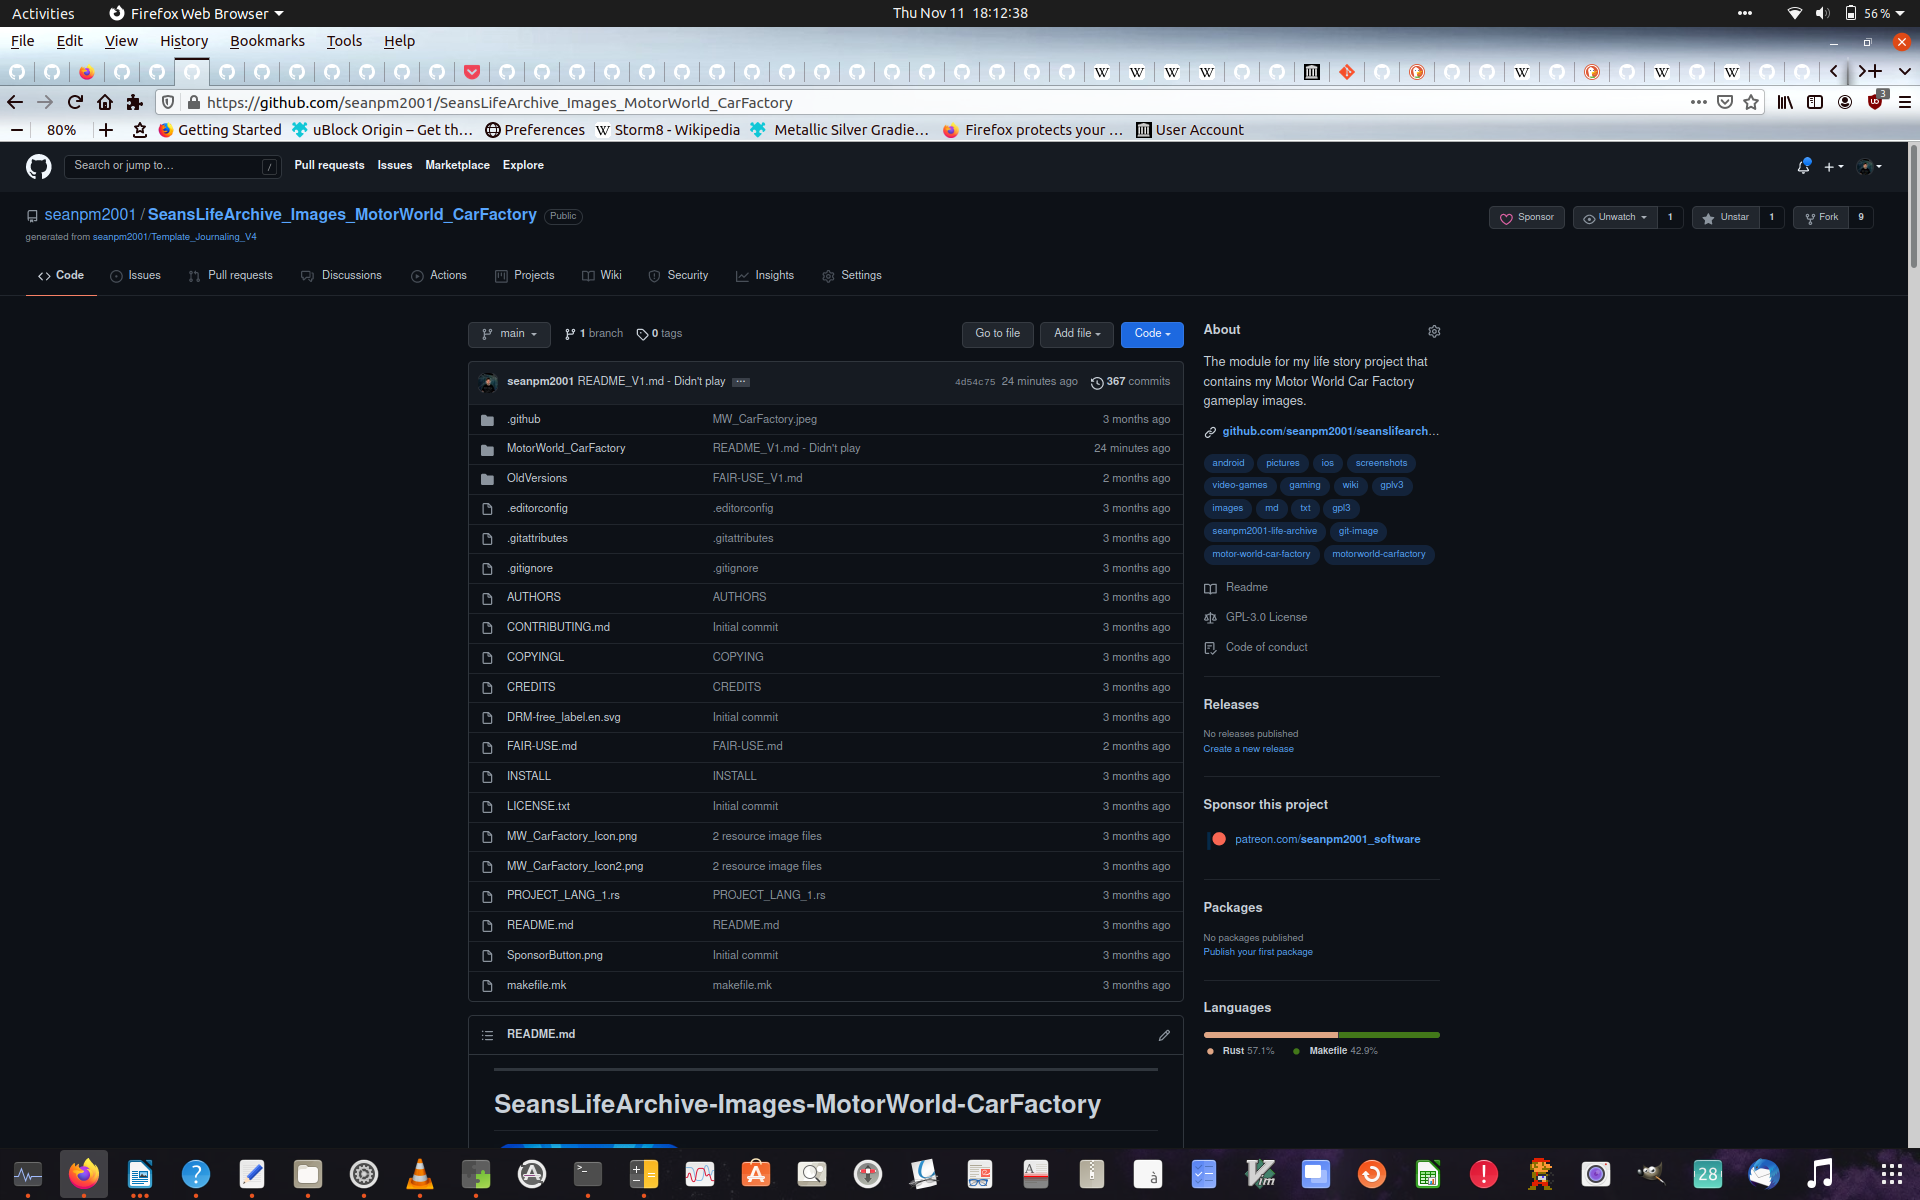 Activities Firefox Web Browser Thu Nov 11 18:12:38 56 %
File Edit View History Bookmarks Tools Help
https://github.com/seanpm2001/SeansLifeArchive_Images_MotorWorld_CarFactory 3
80% Getting Started uBlock Origin – Get th… Preferences Storm8 - Wikipedia Metallic Silver Gradie… Firefox protects your … User Account
Search or jump to… / Pull requests Issues Marketplace Explore
seanpm2001 / SeansLifeArchive_Images_MotorWorld_CarFactory Public Sponsor Unwatch 1 Unstar 1 Fork 9
generated from seanpm2001/Template_Journaling_V4
Code Issues Pull requests Discussions Actions Projects Wiki Security Insights Settings
main 1 branch 0 tags Go to file Add file Code
seanpm2001 README_V1.md - Didn't play … 4d54c75 24 minutes ago 367 commits
.github MW_CarFactory.jpeg 3 months ago
MotorWorld_CarFactory README_V1.md - Didn't play 24 minutes ago
OldVersions FAIR-USE_V1.md 2 months ago
.editorconfig .editorconfig 3 months ago
.gitattributes .gitattributes 3 months ago
.gitignore .gitignore 3 months ago
AUTHORS AUTHORS 3 months ago
CONTRIBUTING.md Initial commit 3 months ago
COPYINGL COPYING 3 months ago
CREDITS CREDITS 3 months ago
DRM-free_label.en.svg Initial commit 3 months ago
FAIR-USE.md FAIR-USE.md 2 months ago
INSTALL INSTALL 3 months ago
LICENSE.txt Initial commit 3 months ago
MW_CarFactory_Icon.png 2 resource image files 3 months ago
MW_CarFactory_Icon2.png 2 resource image files 3 months ago
PROJECT_LANG_1.rs PROJECT_LANG_1.rs 3 months ago
README.md README.md 3 months ago
SponsorButton.png Initial commit 3 months ago
makefile.mk makefile.mk 3 months ago
README.md
SeansLifeArchive-Images-MotorWorld-CarFactory
About
The module for my life story project that
contains my Motor World Car Factory
gameplay images.
github.com/seanpm2001/seanslifearch…
android pictures ios screenshots
video-games gaming wiki gplv3
images md txt gpl3
seanpm2001-life-archive git-image
motor-world-car-factory motorworld-carfactory
Readme
GPL-3.0 License
Code of conduct
Releases
No releases published
Create a new release
Sponsor this project
patreon.com/seanpm2001_software
Packages
No packages published
Publish your first package
Languages
Rust 57.1% Makefile 42.9%
28